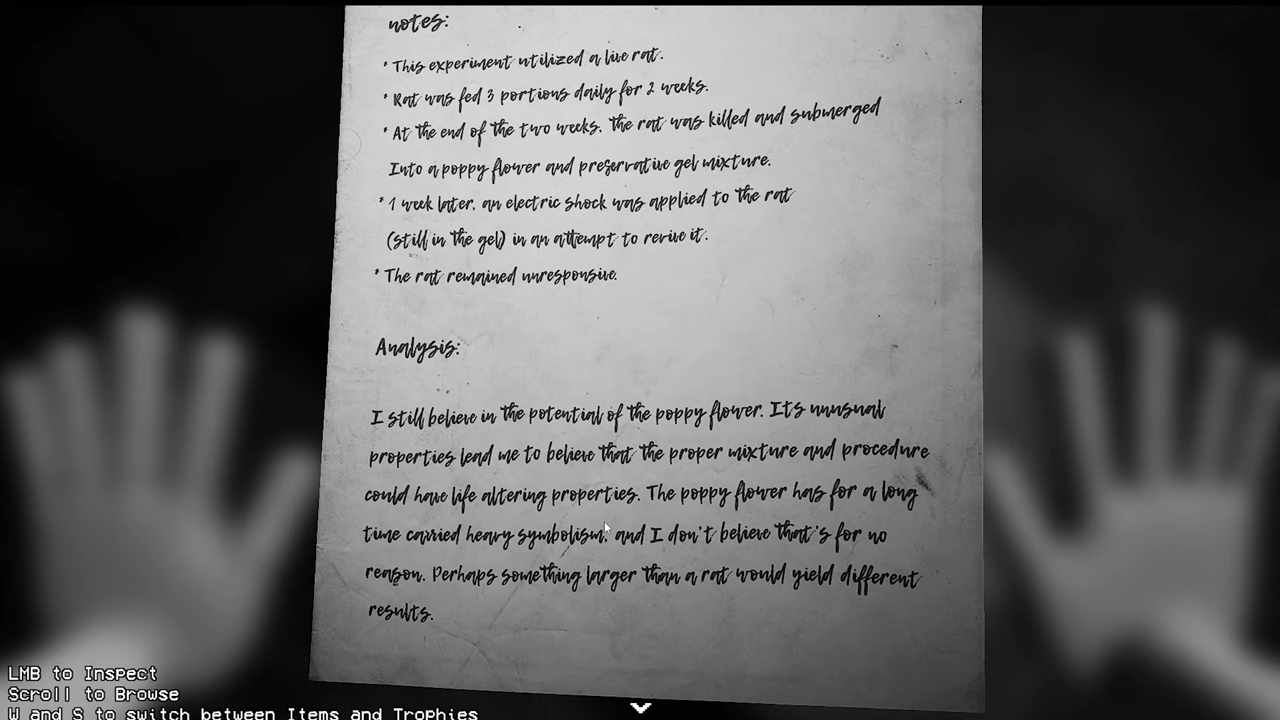 notes:
* This experiment utilized a live rat.
* Rat was fed 3 portions daily for 2 weeks.
* At the end of the two weeks, the rat was killed and submerged
Into a poppy flower and preservative gel mixture.
* 1 week later, an electric shock was applied to the rat
(still in the gel) in an attempt to revive it.
* The rat remained unresponsive.
Analysis:
I still believe in the potential of the poppy flower. Its unusual
properties lead me to believe that the proper mixture and procedure
could have life altering properties. The poppy flower has for a long
time carried heavy symbolism, and I don't believe that's for no
reason. Perhaps something larger than a rat would yield different
results.
LMB to Inspect
Scroll to Browse
W and S to switch between Items and Trophies